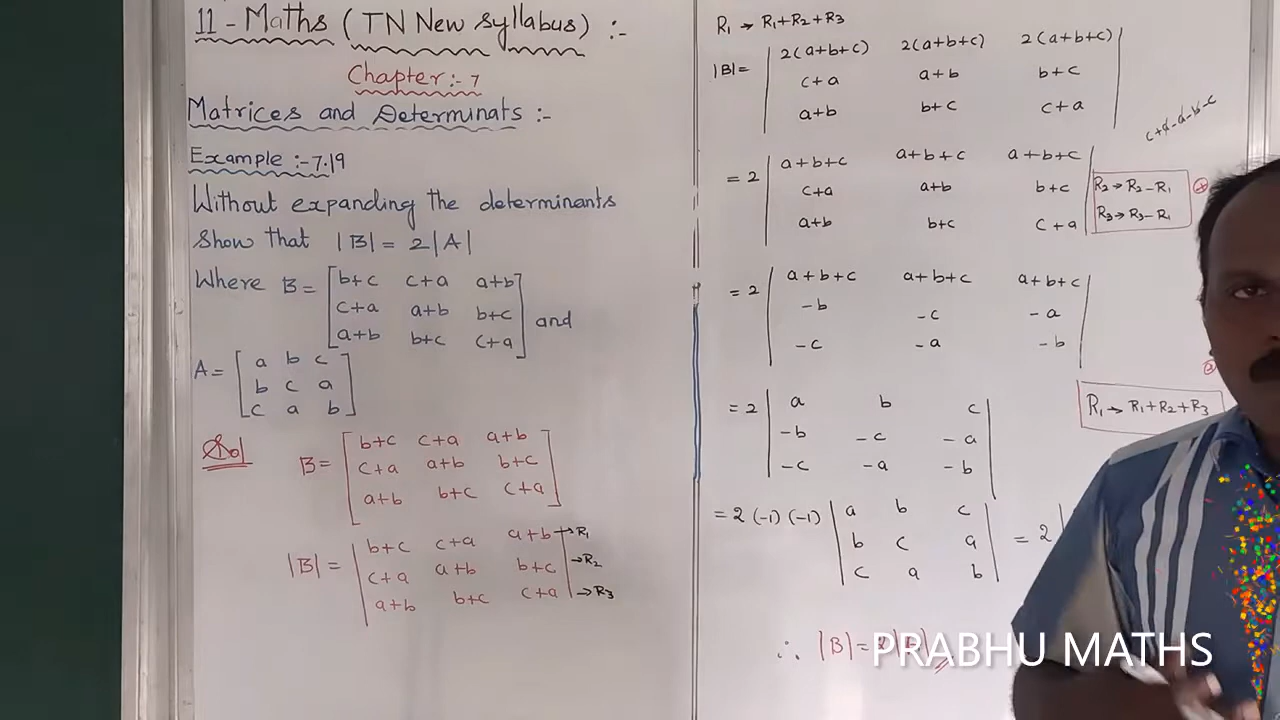 11 - Maths ( TN New Syllabus) :-
Chapter :- 7
Matrices and Determinats :-
Example :- 7.19
Without expanding the determinants
show that |B| = 2|A|
Where B = [ b+c c+a a+b
c+a a+b b+c
a+b b+c c+a ] and
A = [ a b c
b c a
c a b ]
Sol
B = [ b+c c+a a+b
c+a a+b b+c
a+b b+c c+a ]
|B| = | b+c c+a a+b | → R1
c+a a+b b+c → R2
a+b b+c c+a → R3
R1 → R1+R2+R3
|B| = | 2(a+b+c) 2(a+b+c) 2(a+b+c) |
c+a a+b b+c
a+b b+c c+a
c+a-a-b-c
= 2 | a+b+c a+b+c a+b+c |
c+a a+b b+c R2 → R2-R1
a+b b+c c+a R3 → R3-R1
= 2 | a+b+c a+b+c a+b+c |
-b -c -a
-c -a -b
= 2 | a b c | R1 → R1+R2+R3
-b -c -a
-c -a -b
= 2 (-1) (-1) | a b c |
b c a = 2
c a b
∴ |B| = 2|A|
PRABHU MATHS